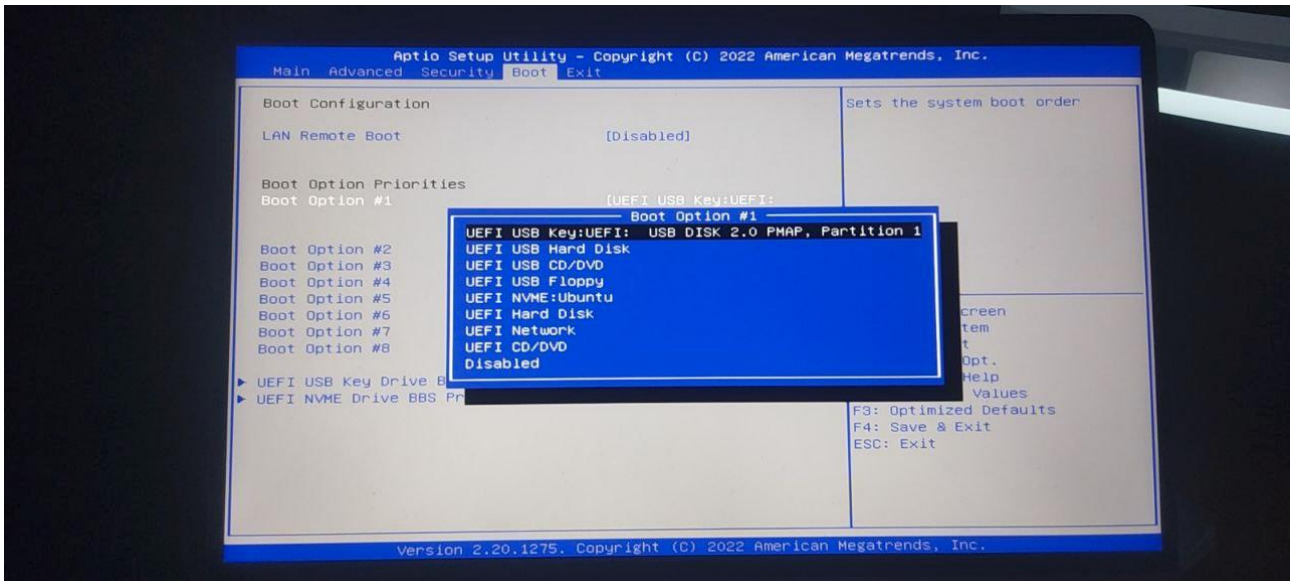 Aptio Setup Utility - Copyright (C) 2022 American Megatrends, Inc.
Main Advanced Security Boot Exit
Boot Configuration
Sets the system boot order
LAN Remote Boot [Disabled]
Boot Option Priorities
Boot Option #1 [UEFI USB Key:UEFI:
Boot Option #1
UEFI USB Key:UEFI: USB DISK 2.0 PMAP, Partition 1
UEFI USB Hard Disk
UEFI USB CD/DVD
UEFI USB Floppy
UEFI NVME:Ubuntu
UEFI Hard Disk
UEFI Network
UEFI CD/DVD
Disabled
Boot Option #2
Boot Option #3
Boot Option #4
Boot Option #5
Boot Option #6
Boot Option #7
Boot Option #8
UEFI USB Key Drive B
UEFI NVME Drive BBS Pr
creen
tem
t
Opt.
Help
Values
F3: Optimized Defaults
F4: Save & Exit
ESC: Exit
Version 2.20.1275. Copyright (C) 2022 American Megatrends, Inc.